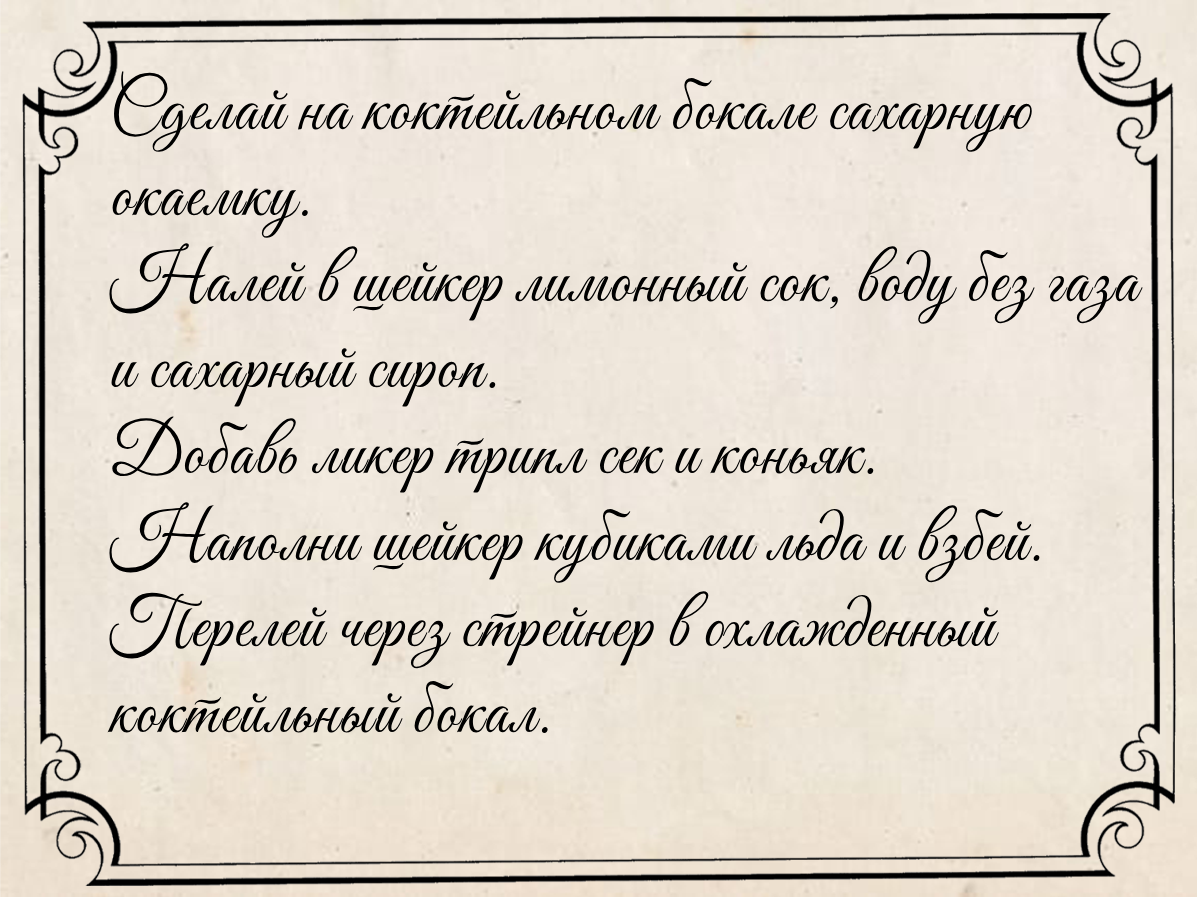 Сделай на коктейльном бокале сахарную
окаемку.
Налей в шейкер лимонный сок, воду без газа
и сахарный сироп.
Добавь ликер трипл сек и коньяк.
Наполни шейкер кубиками льда и взбей.
Перелей через стрейнер в охлажденный
коктейльный бокал.